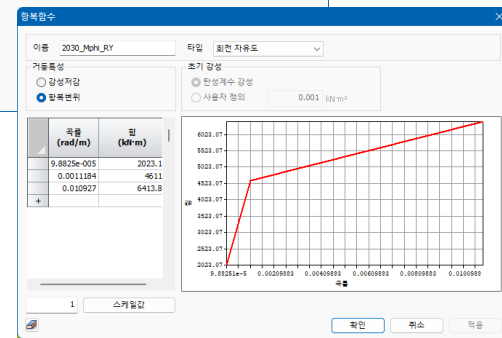 항복함수
이름 2030_Mphi_RY 타입 회전 자유도
거동특성
강성저감
항복변위
초기 강성
탄성계수 강성
사용자 정의 0.001 kN·m²
곡률 (rad/m) 힘 (kN·m)
9.8825e-005 2023.1
0.0011184 4611
0.010927 6413.8
+
6023.07
5523.07
5023.07
4523.07
4023.07
3523.07
3023.07
2523.07
2023.07
힘
9.88251e-5 0.00209883 0.00409883 0.00609883 0.00809883 0.0100988
곡률
1 스케일값
확인 취소 적용